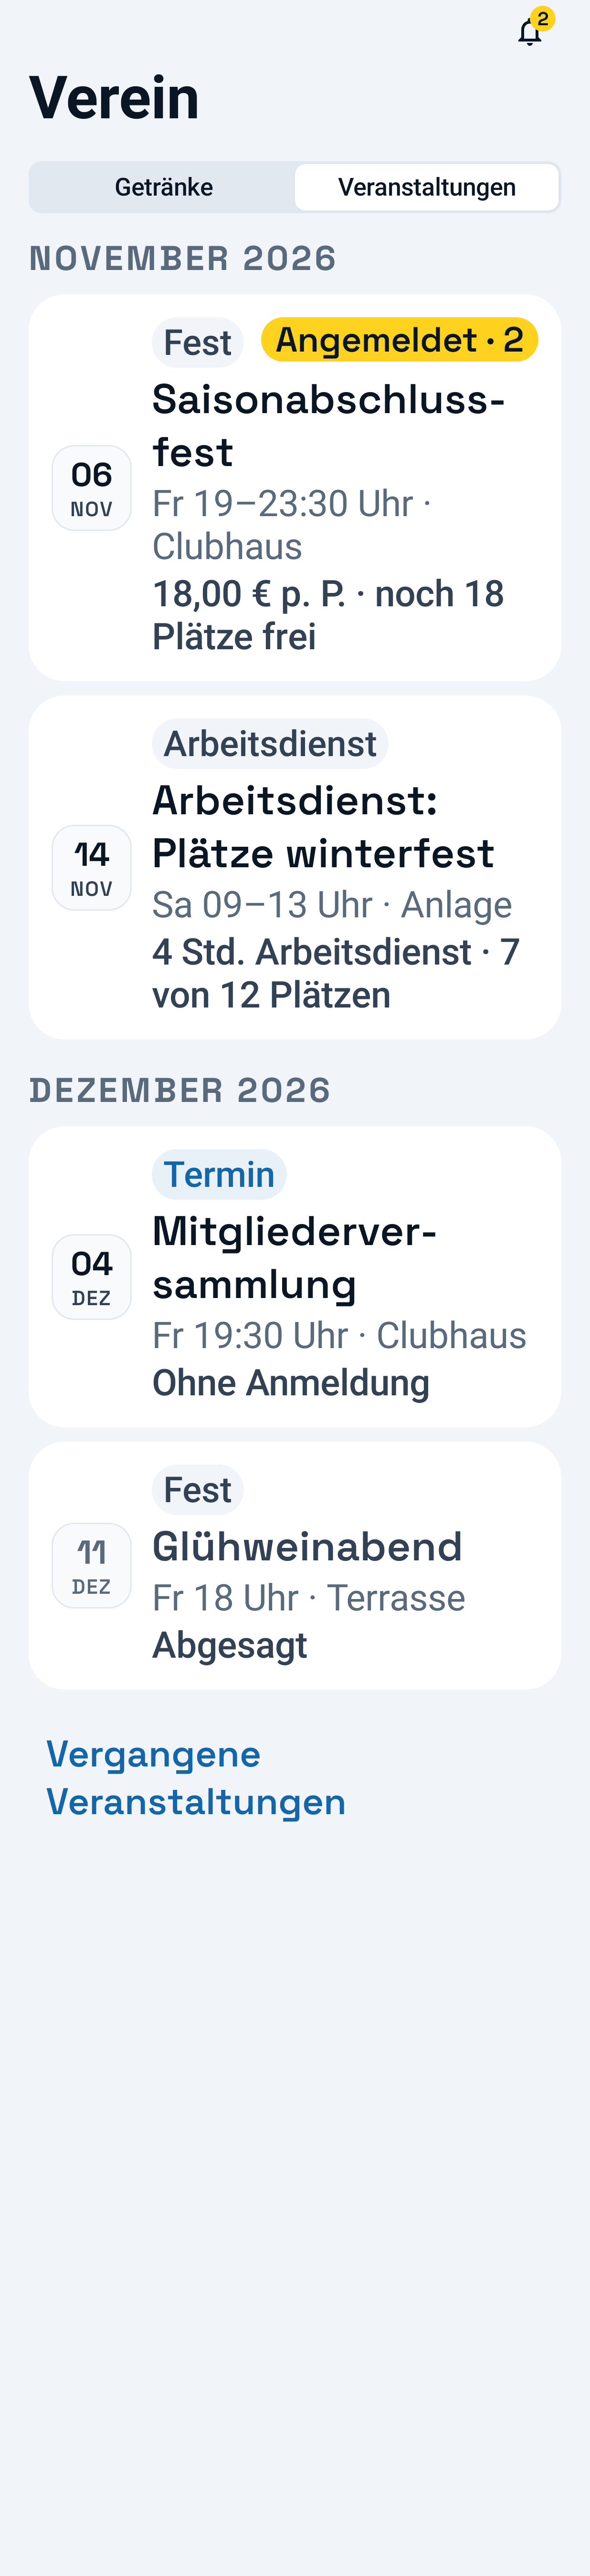 2
Verein
Getränke
Veranstaltungen
NOVEMBER 2026
Fest
Angemeldet · 2
Saisonabschluss-
fest
06
NOV
Fr 19–23:30 Uhr ·
Clubhaus
18,00 € p. P. · noch 18
Plätze frei
Arbeitsdienst
Arbeitsdienst:
Plätze winterfest
14
NOV
Sa 09–13 Uhr · Anlage
4 Std. Arbeitsdienst · 7
von 12 Plätzen
DEZEMBER 2026
Termin
Mitgliederver-
sammlung
04
DEZ
Fr 19:30 Uhr · Clubhaus
Ohne Anmeldung
Fest
Glühweinabend
11
DEZ
Fr 18 Uhr · Terrasse
Abgesagt
Vergangene
Veranstaltungen